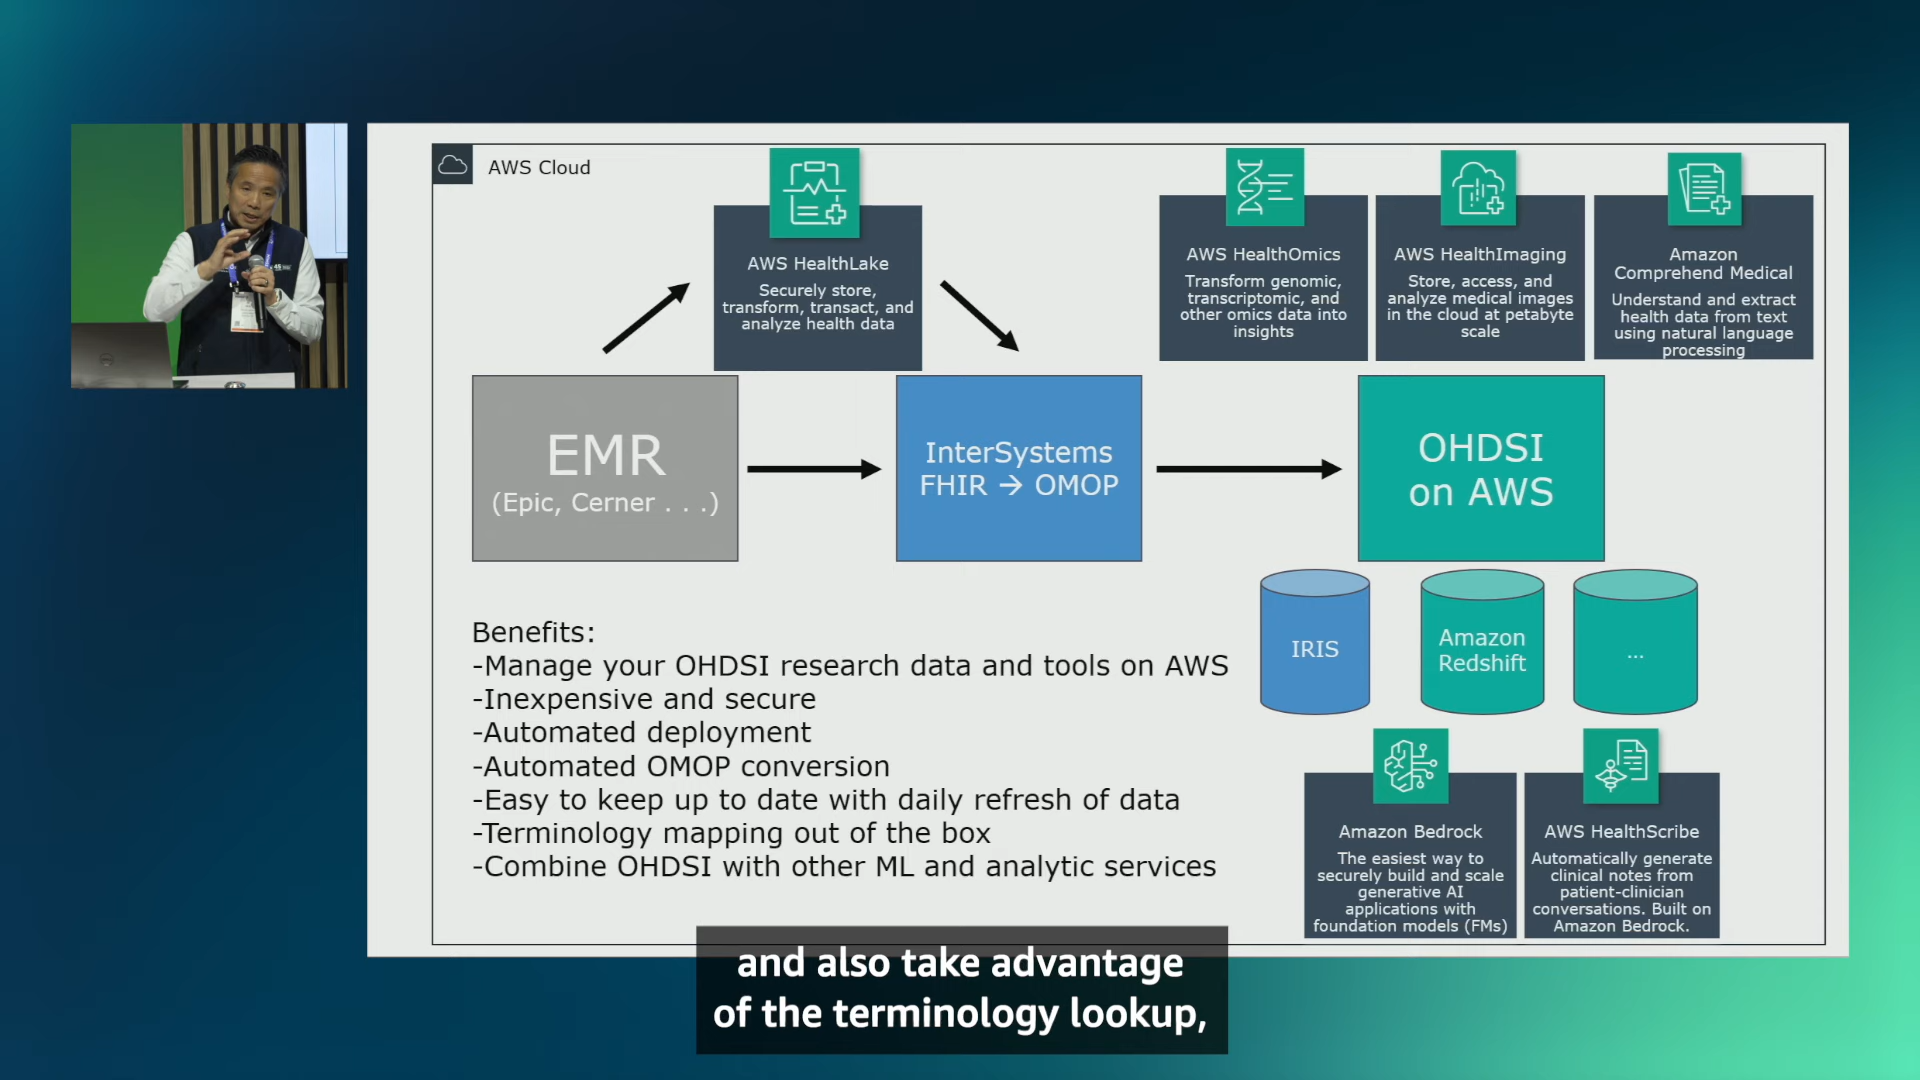 AWS Cloud
AWS HealthLake
Securely store,
transform, transact, and
analyze health data
AWS HealthOmics
Transform genomic,
transcriptomic, and
other omics data into
insights
AWS HealthImaging
Store, access, and
analyze medical images
in the cloud at petabyte
scale
Amazon
Comprehend Medical
Understand and extract
health data from text
using natural language
processing
EMR
(Epic, Cerner . . .)
InterSystems
FHIR → OMOP
OHDSI
on AWS
IRIS
Amazon
Redshift
...
Benefits:
-Manage your OHDSI research data and tools on AWS
-Inexpensive and secure
-Automated deployment
-Automated OMOP conversion
-Easy to keep up to date with daily refresh of data
-Terminology mapping out of the box
-Combine OHDSI with other ML and analytic services
Amazon Bedrock
The easiest way to
securely build and scale
generative AI
applications with
foundation models (FMs)
AWS HealthScribe
Automatically generate
clinical notes from
patient-clinician
conversations. Built on
Amazon Bedrock.
and also take advantage
of the terminology lookup,